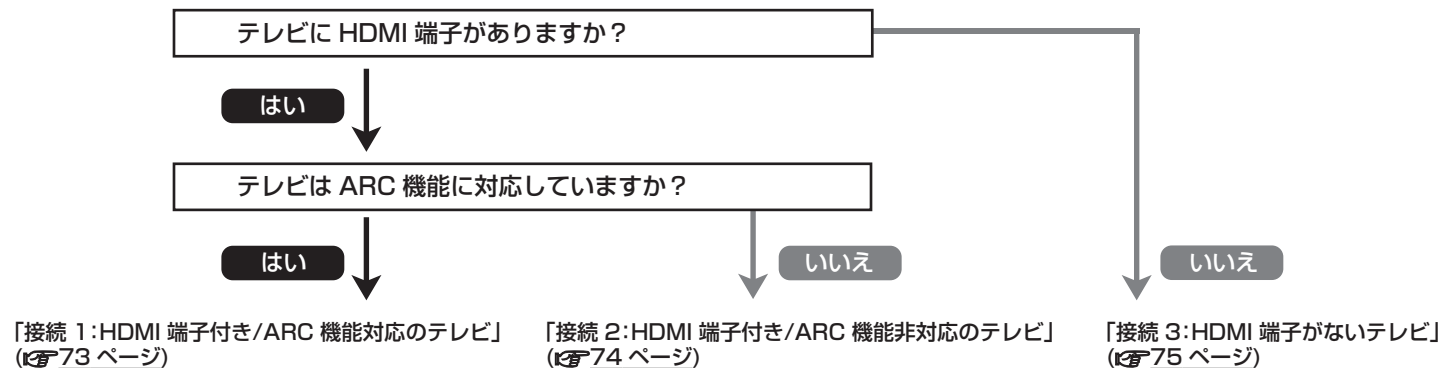 テレビに HDMI 端子がありますか?
はい
テレビは ARC 機能に対応していますか?
はい
いいえ
いいえ
「接続 1:HDMI 端子付き/ARC 機能対応のテレビ」
(☞73 ページ)
「接続 2:HDMI 端子付き/ARC 機能非対応のテレビ」
(☞74 ページ)
「接続 3:HDMI 端子がないテレビ」
(☞75 ページ)